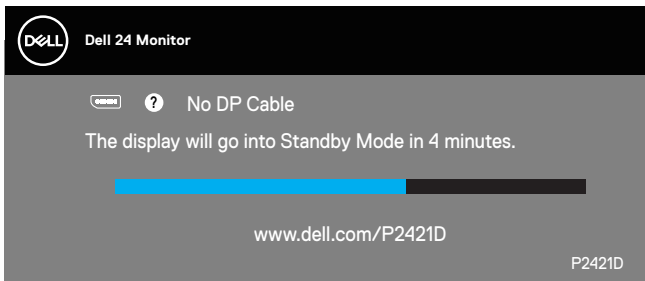 DELL
Dell 24 Monitor
? No DP Cable
The display will go into Standby Mode in 4 minutes.
www.dell.com/P2421D
P2421D